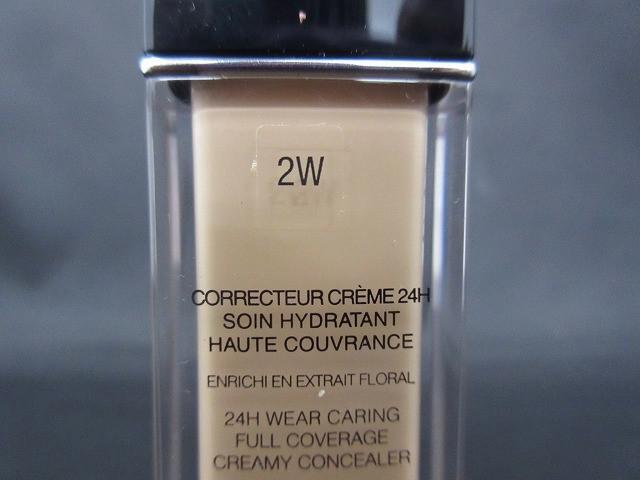 2W
CORRECTEUR CRÈME 24H
SOIN HYDRATANT
HAUTE COUVRANCE
ENRICHI EN EXTRAIT FLORAL
24H WEAR CARING
FULL COVERAGE
CREAMY CONCEALER